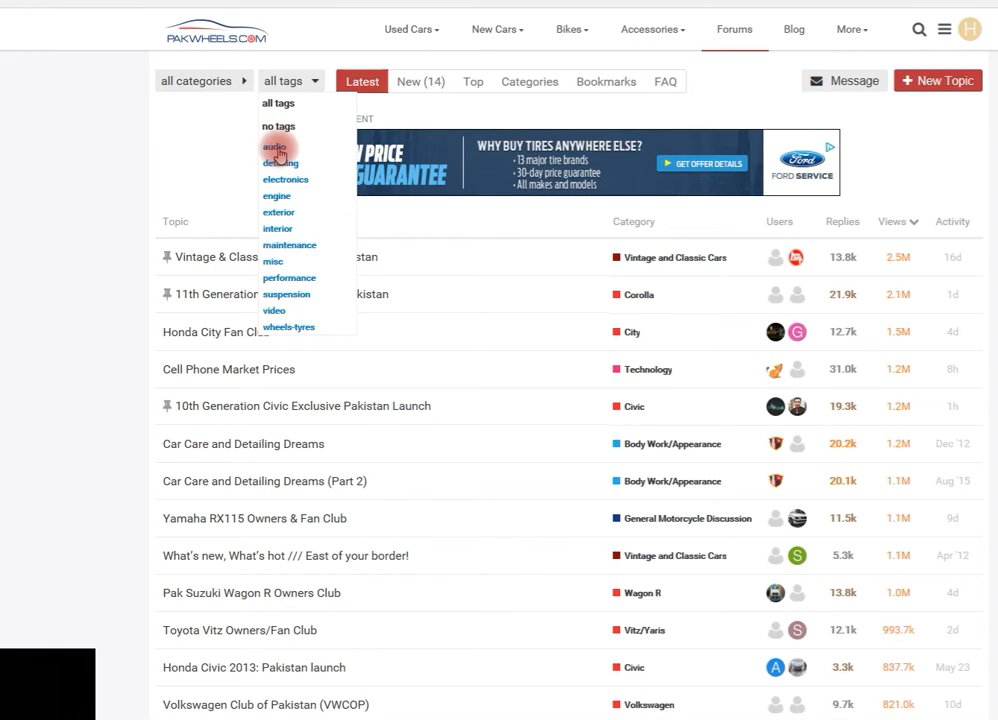 PAKWHEELS.COM Used Cars New Cars Bikes Accessories Forums Blog More H
all categories all tags Latest New (14) Top Categories Bookmarks FAQ Message + New Topic
all tags
no tags
audio
detailing
electronics
engine
exterior
interior
maintenance
misc
performance
suspension
video
wheels-tyres
PRICE
WHY BUY TIRES ANYWHERE ELSE?
· 13 major tire brands
· 30-day price guarantee
· All makes and models
GET OFFER DETAILS
Ford
FORD SERVICE
Topic Category Users Replies Views Activity
Vintage & Class Vintage and Classic Cars 13.8k 2.5M 16d
11th Generation Corolla 21.9k 2.1M 1d
Honda City Fan City 12.7k G 1.5M 4d
Cell Phone Market Prices Technology 31.0k 1.2M 8h
10th Generation Civic Exclusive Pakistan Launch Civic 19.3k 1.2M 1h
Car Care and Detailing Dreams Body Work/Appearance 20.2k 1.2M Dec '12
Car Care and Detailing Dreams (Part 2) Body Work/Appearance 20.1k 1.1M Aug '15
Yamaha RX115 Owners & Fan Club General Motorcycle Discussion 11.5k 1.1M 9d
What's new, What's hot /// East of your border! Vintage and Classic Cars S 5.3k 1.1M Apr '12
Pak Suzuki Wagon R Owners Club Wagon R 13.8k 1.0M 4d
Toyota Vitz Owners/Fan Club Vitz/Yaris S 12.1k 993.7k 2d
Honda Civic 2013: Pakistan launch Civic A 3.3k 837.7k May 23
Volkswagen Club of Pakistan (VWCOP) Volkswagen 9.7k 821.0k 10d